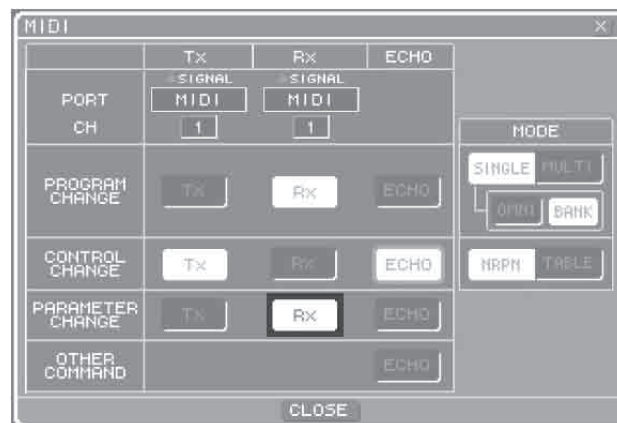 MIDI X
Tx Rx ECHO
SIGNAL SIGNAL
PORT MIDI MIDI
CH 1 1
MODE
SINGLE MULTI
PROGRAM CHANGE Tx Rx ECHO
OMNI BANK
CONTROL CHANGE Tx Rx ECHO
NRPN TABLE
PARAMETER CHANGE Tx Rx ECHO
OTHER COMMAND ECHO
CLOSE